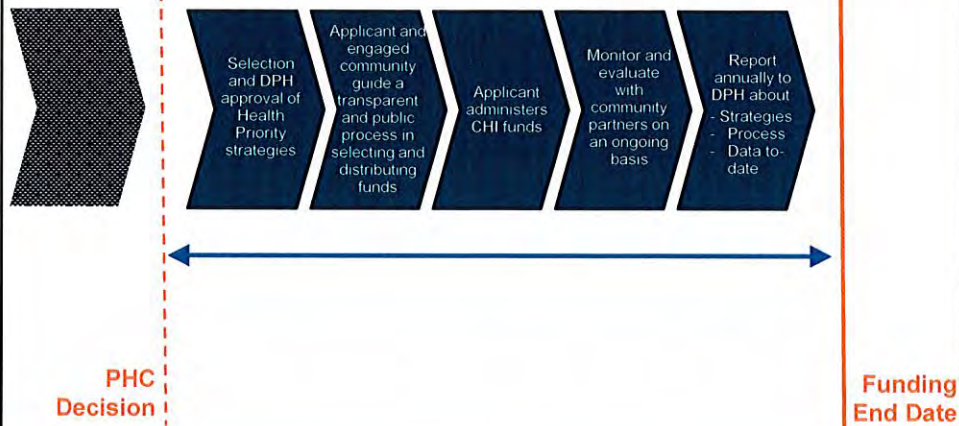 Selection
and DPH
approval of
Health
Priority
strategies
Applicant and
engaged
community
guide a
transparent
and public
process in
selecting and
distributing
funds
Applicant
administers
CHI funds
Monitor and
evaluate
with
community
partners on
an ongoing
basis
Report
annually to
DPH about
- Strategies
- Process
- Data to-
date
PHC
Decision
Funding
End Date